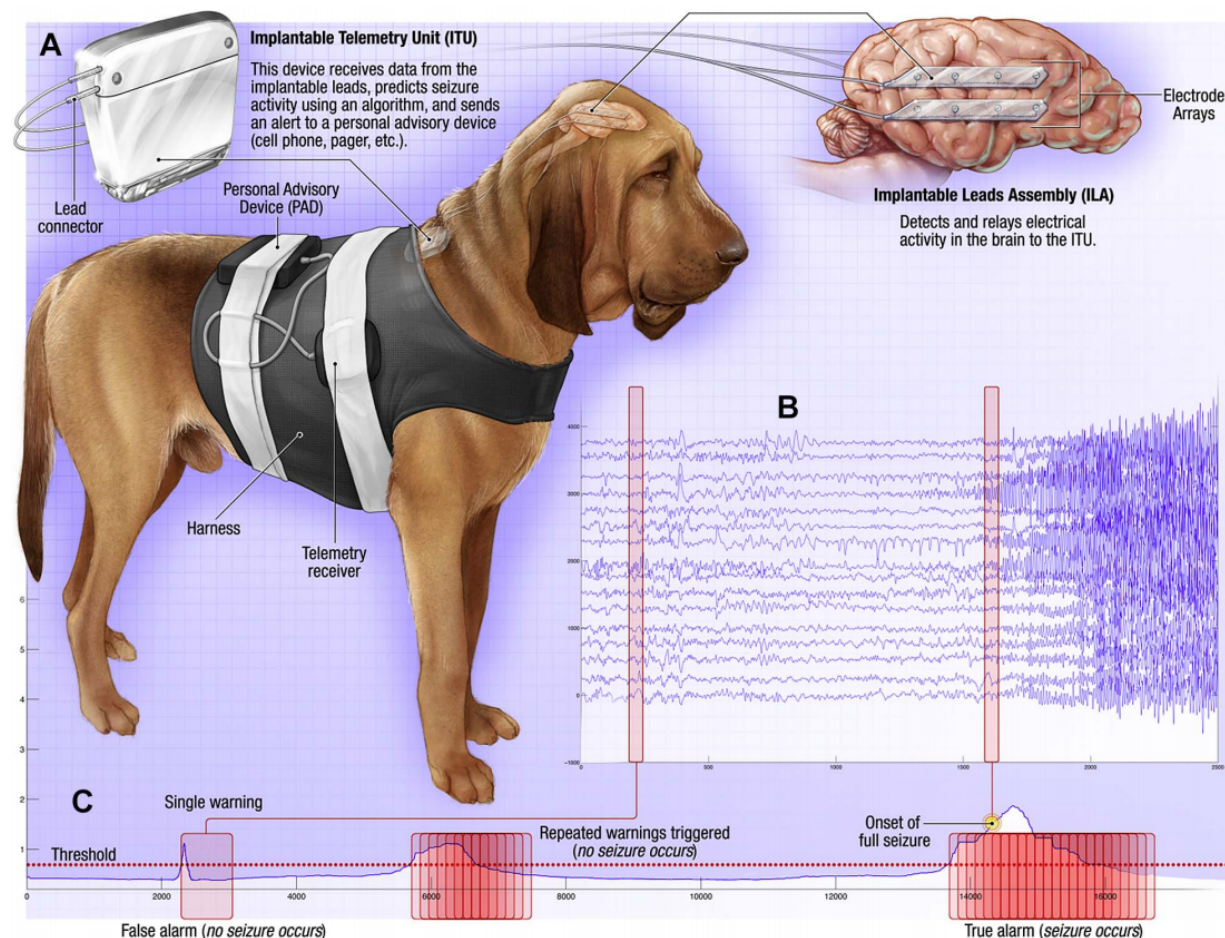 A
Implantable Telemetry Unit (ITU)
This device receives data from the
implantable leads, predicts seizure
activity using an algorithm, and sends
an alert to a personal advisory device
(cell phone, pager, etc.).
Lead
connector
Personal Advisory
Device (PAD)
Electrode
Arrays
Implantable Leads Assembly (ILA)
Detects and relays electrical
activity in the brain to the ITU.
Harness
Telemetry
receiver
B
4000
3000
2000
1000
0
-1000
0 500 1000 1500 2000 2500
C
6
5
4
3
2
1
Single warning
Threshold
Repeated warnings triggered
(no seizure occurs)
Onset of
full seizure
0 2000 4000 6000 8000 10000 12000 14000 16000
False alarm (no seizure occurs)
True alarm (seizure occurs)